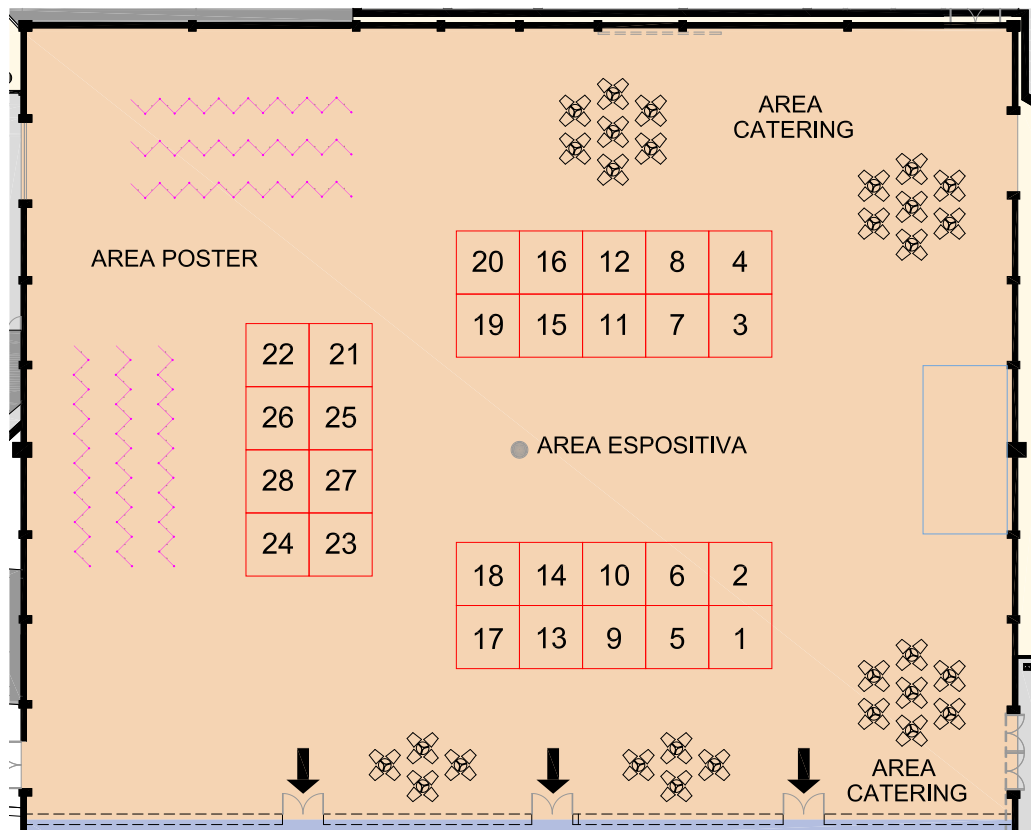 AREA
CATERING
AREA POSTER
20 16 12 8 4
19 15 11 7 3
22 21
26 25
28 27
24 23
AREA ESPOSITIVA
18 14 10 6 2
17 13 9 5 1
AREA
CATERING